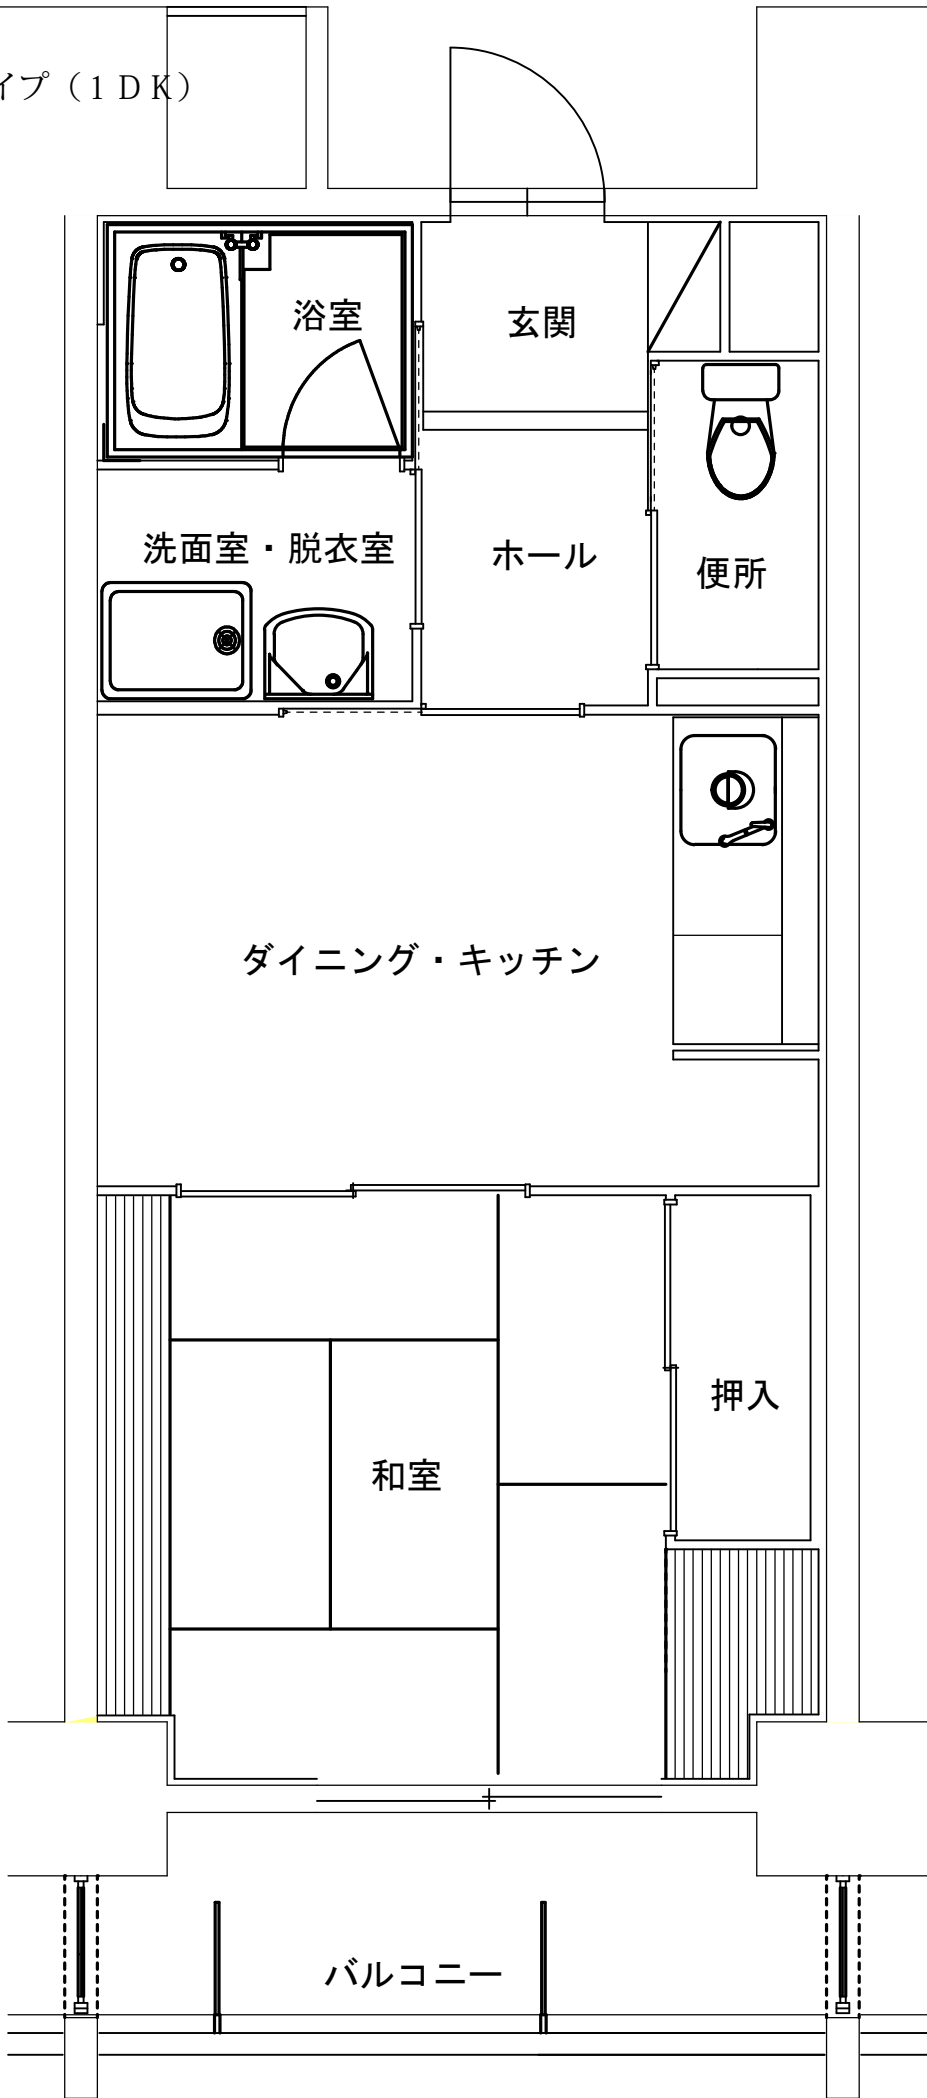 イプ（１ＤＫ）
浴室
玄関
洗面室・脱衣室
ホール
便所
ダイニング・キッチン
押入
和室
バルコニー